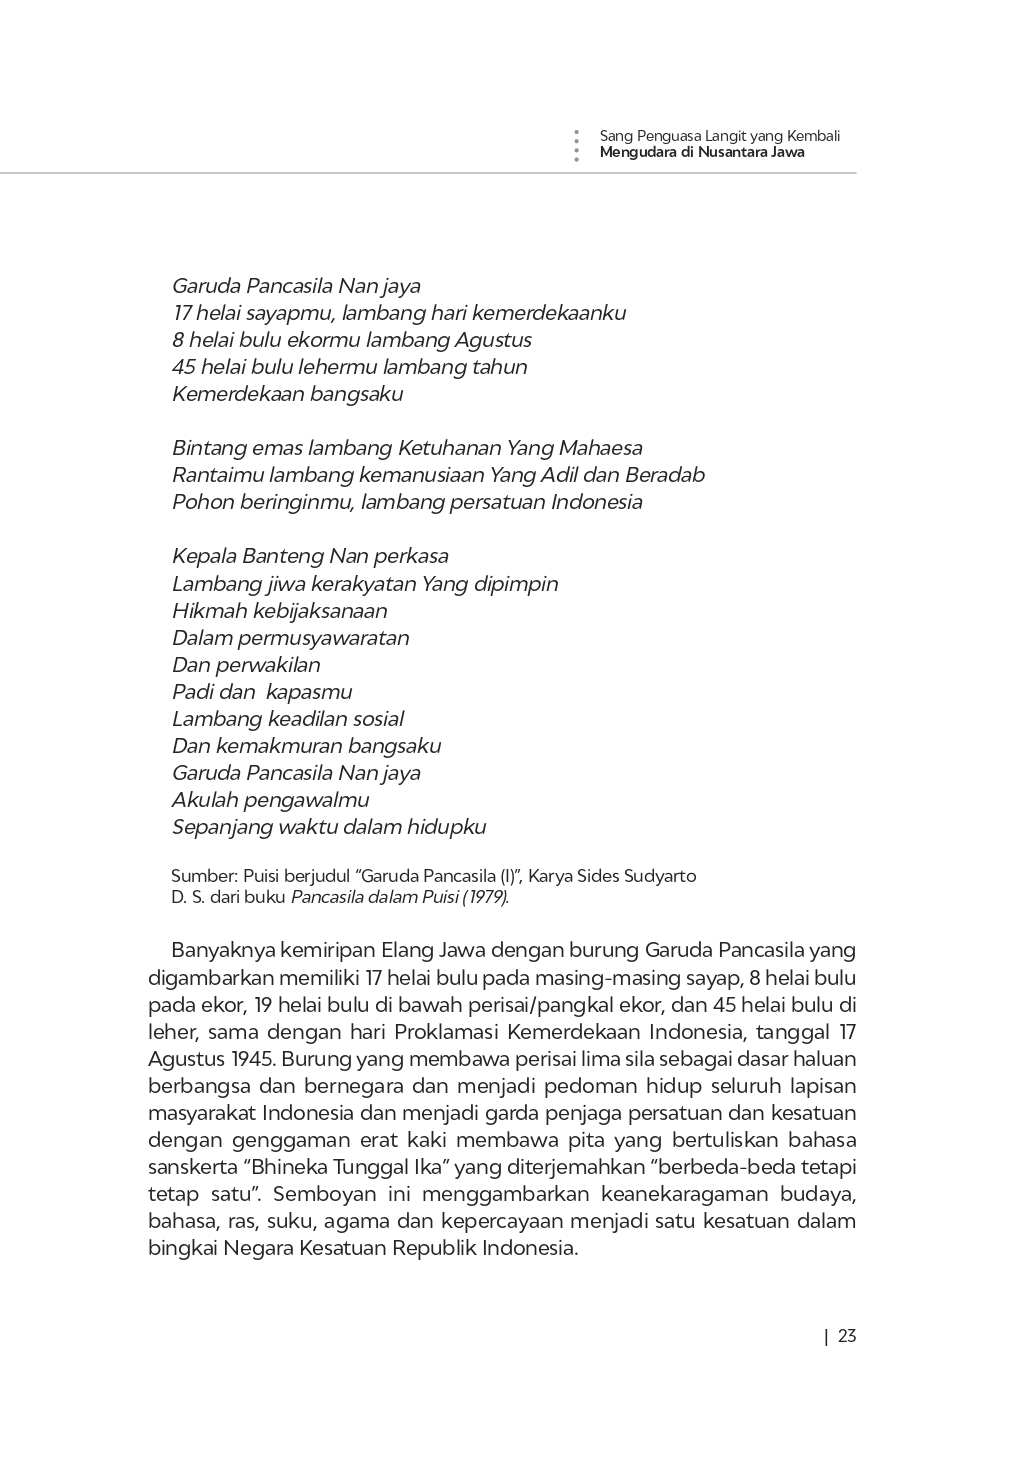 Sang Penguasa Langit yang Kembali
Mengudara di Nusantara Jawa
Garuda Pancasila Nan jaya
17 helai sayapmu, lambang hari kemerdekaanku
8 helai bulu ekormu lambang Agustus
45 helai bulu lehermu lambang tahun
Kemerdekaan bangsaku
Bintang emas lambang Ketuhanan Yang Mahaesa
Rantaimu lambang kemanusiaan Yang Adil dan Beradab
Pohon beringinmu, lambang persatuan Indonesia
Kepala Banteng Nan perkasa
Lambang jiwa kerakyatan Yang dipimpin
Hikmah kebijaksanaan
Dalam permusyawaratan
Dan perwakilan
Padi dan  kapasmu
Lambang keadilan sosial
Dan kemakmuran bangsaku
Garuda Pancasila Nan jaya
Akulah pengawalmu
Sepanjang waktu dalam hidupku
Sumber: Puisi berjudul “Garuda Pancasila (I)”, Karya Sides Sudyarto
D. S. dari buku Pancasila dalam Puisi (1979).
Banyaknya kemiripan Elang Jawa dengan burung Garuda Pancasila yang
digambarkan memiliki 17 helai bulu pada masing-masing sayap, 8 helai bulu
pada ekor, 19 helai bulu di bawah perisai/pangkal ekor, dan 45 helai bulu di
leher, sama dengan hari Proklamasi Kemerdekaan Indonesia, tanggal 17
Agustus 1945. Burung yang membawa perisai lima sila sebagai dasar haluan
berbangsa dan bernegara dan menjadi pedoman hidup seluruh lapisan
masyarakat Indonesia dan menjadi garda penjaga persatuan dan kesatuan
dengan genggaman erat kaki membawa pita yang bertuliskan bahasa
sanskerta “Bhineka Tunggal Ika” yang diterjemahkan “berbeda-beda tetapi
tetap satu”. Semboyan ini menggambarkan keanekaragaman budaya,
bahasa, ras, suku, agama dan kepercayaan menjadi satu kesatuan dalam
bingkai Negara Kesatuan Republik Indonesia.
| 23